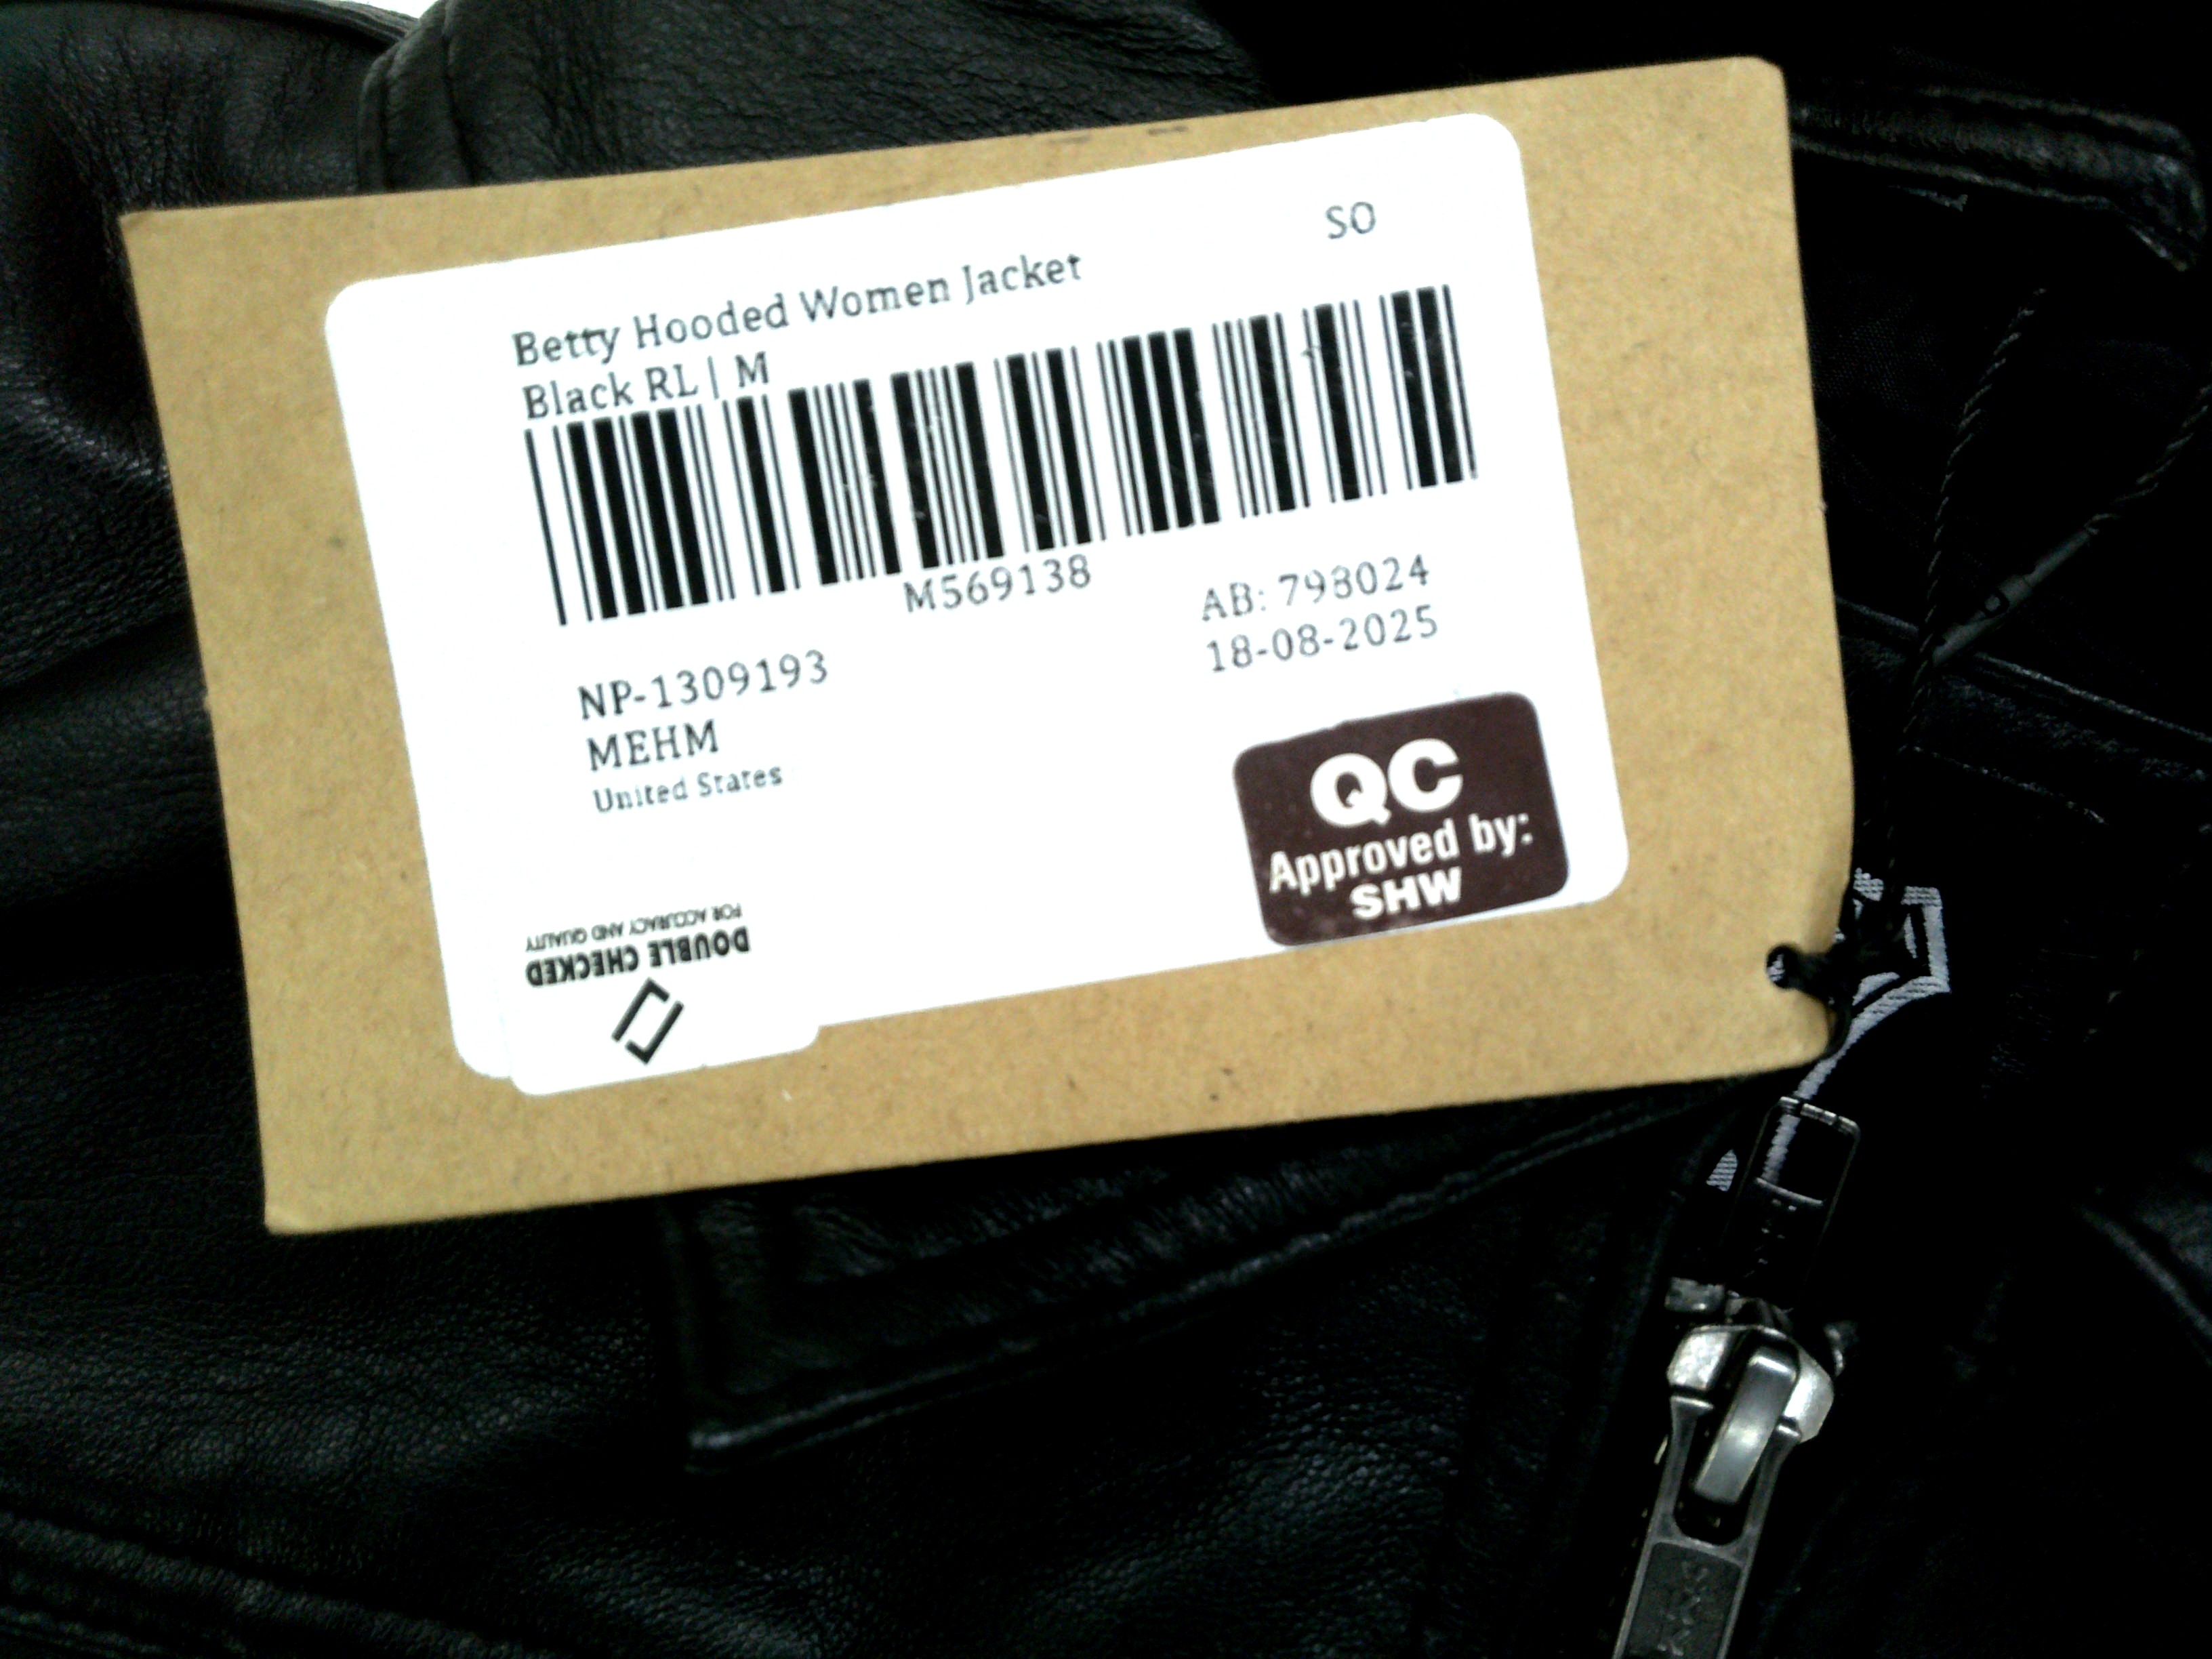 SO
Betty Hooded Women Jacket
Black RL | M
M569138
AB: 798024
18-08-2025
NP-1309193
MEHM
United States
QC
Approved by:
SHW
DOUBLE CHECKED
FOR ACCURACY AND QUALITY